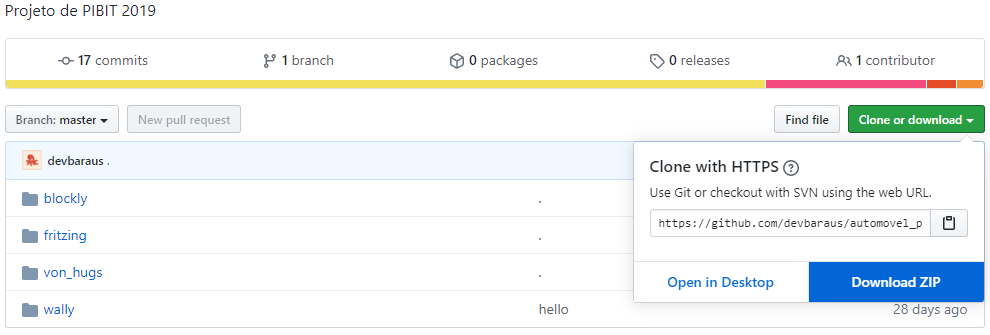 Projeto de PIBIT 2019
17 commits 1 branch 0 packages 0 releases 1 contributor
Branch: master New pull request Find file Clone or download
devbaraus .
Clone with HTTPS ?
Use Git or checkout with SVN using the web URL.
blockly .
https://github.com/devbaraus/automovel_p
fritzing .
von_hugs .
Open in Desktop Download ZIP
wally hello 28 days ago